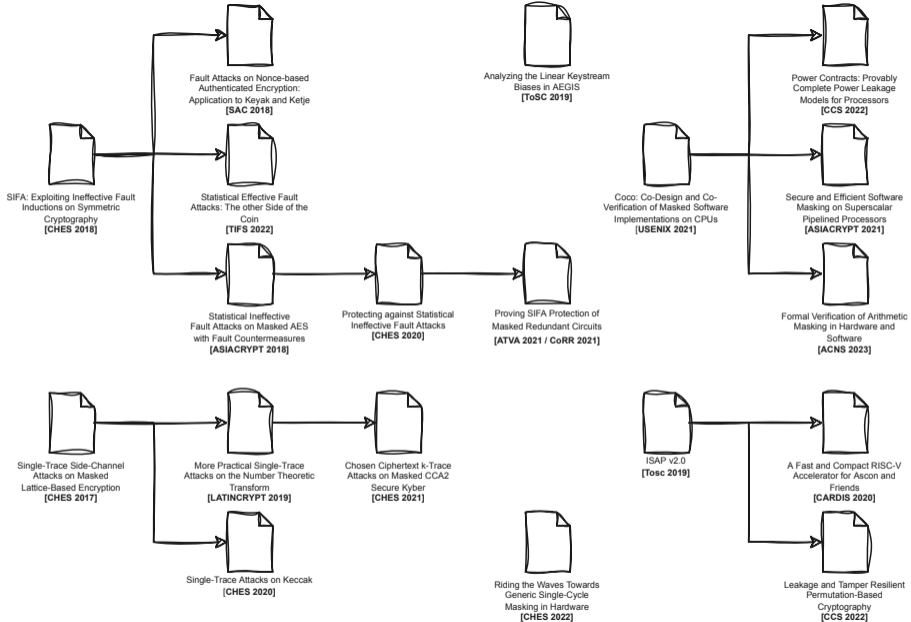 Fault Attacks on Nonce-based
Authenticated Encryption:
Application to Keyak and Ketje
[SAC 2018]
Analyzing the Linear Keystream
Biases in AEGIS
[ToSC 2019]
Power Contracts: Provably
Complete Power Leakage
Models for Processors
[CCS 2022]
SIFA: Exploiting Ineffective Fault
Inductions on Symmetric
Cryptography
[CHES 2018]
Statistical Effective Fault
Attacks: The other Side of the
Coin
[TIFS 2022]
Coco: Co-Design and Co-
Verification of Masked Software
Implementations on CPUs
[USENIX 2021]
Secure and Efficient Software
Masking on Superscalar
Pipelined Processors
[ASIACRYPT 2021]
Statistical Ineffective
Fault Attacks on Masked AES
with Fault Countermeasures
[ASIACRYPT 2018]
Protecting against Statistical
Ineffective Fault Attacks
[CHES 2020]
Proving SIFA Protection of
Masked Redundant Circuits
[ATVA 2021 / CoRR 2021]
Formal Verification of Arithmetic
Masking in Hardware and
Software
[ACNS 2023]
Single-Trace Side-Channel
Attacks on Masked
Lattice-Based Encryption
[CHES 2017]
More Practical Single-Trace
Attacks on the Number Theoretic
Transform
[LATINCRYPT 2019]
Chosen Ciphertext k-Trace
Attacks on Masked CCA2
Secure Kyber
[CHES 2021]
ISAP v2.0
[Tosc 2019]
A Fast and Compact RISC-V
Accelerator for Ascon and
Friends
[CARDIS 2020]
Single-Trace Attacks on Keccak
[CHES 2020]
Riding the Waves Towards
Generic Single-Cycle
Masking in Hardware
[CHES 2022]
Leakage and Tamper Resilient
Permutation-Based
Cryptography
[CCS 2022]